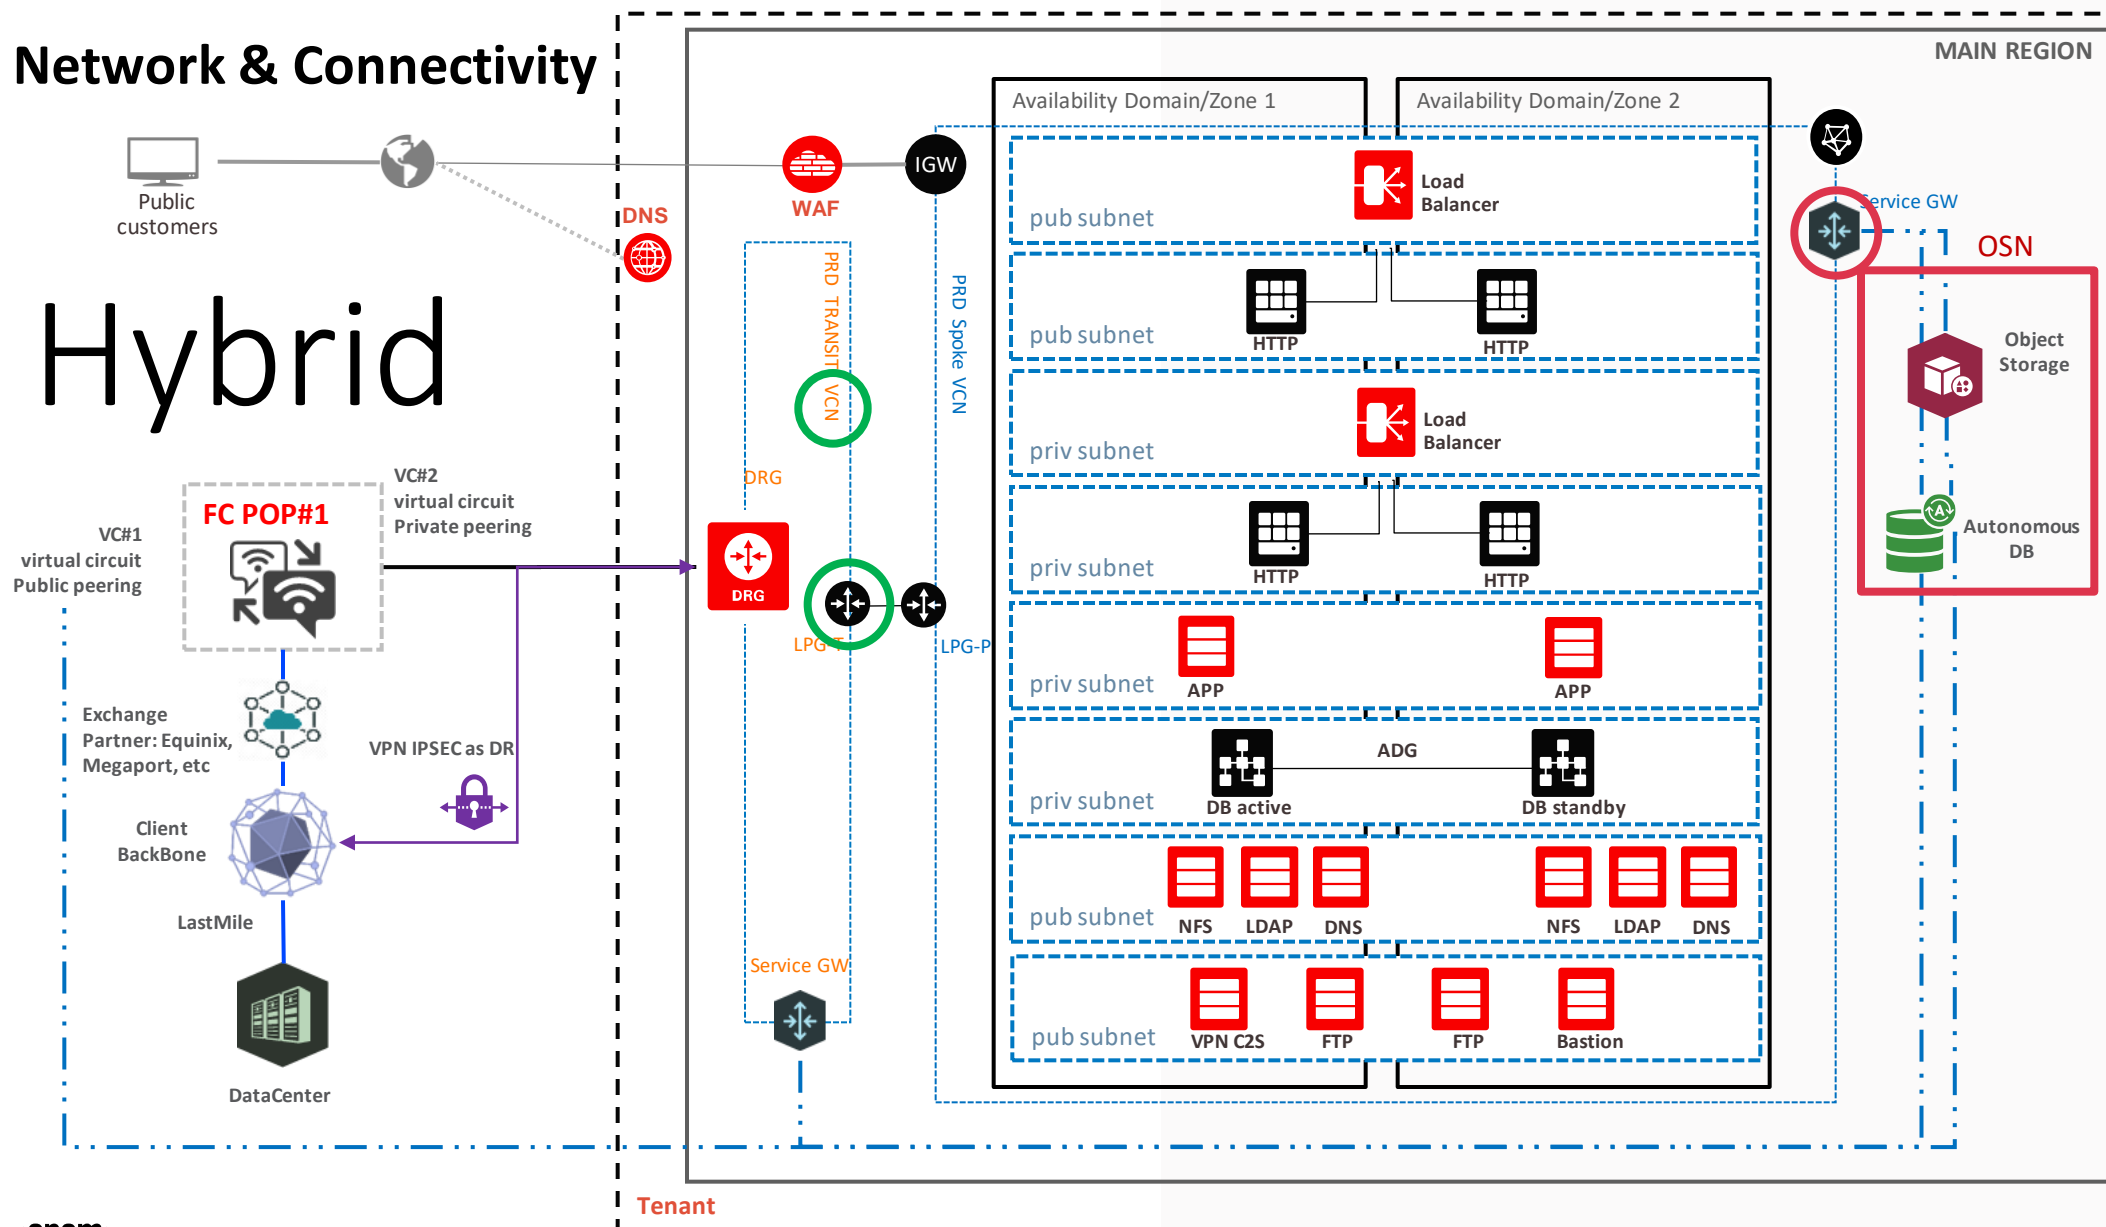 Network & Connectivity
MAIN REGION
Availability Domain/Zone 1
Availability Domain/Zone 2
Public
customers
DNS
WAF
IGW
Load
Balancer
pub subnet
Service GW
OSN
Hybrid
PRD TRANSIT VCN
PRD Spoke VCN
HTTP
HTTP
pub subnet
Object
Storage
Load
Balancer
priv subnet
DRG
VC#2
virtual circuit
Private peering
FC POP#1
VC#1
virtual circuit
Public peering
DRG
HTTP
HTTP
priv subnet
Autonomous
DB
LPG-T
LPG-P
priv subnet
APP
APP
Exchange
Partner: Equinix,
Megaport, etc
VPN IPSEC as DR
ADG
priv subnet
DB active
DB standby
Client
BackBone
LastMile
pub subnet
NFS
LDAP
DNS
NFS
LDAP
DNS
Service GW
pub subnet
VPN C2S
FTP
FTP
Bastion
DataCenter
Tenant